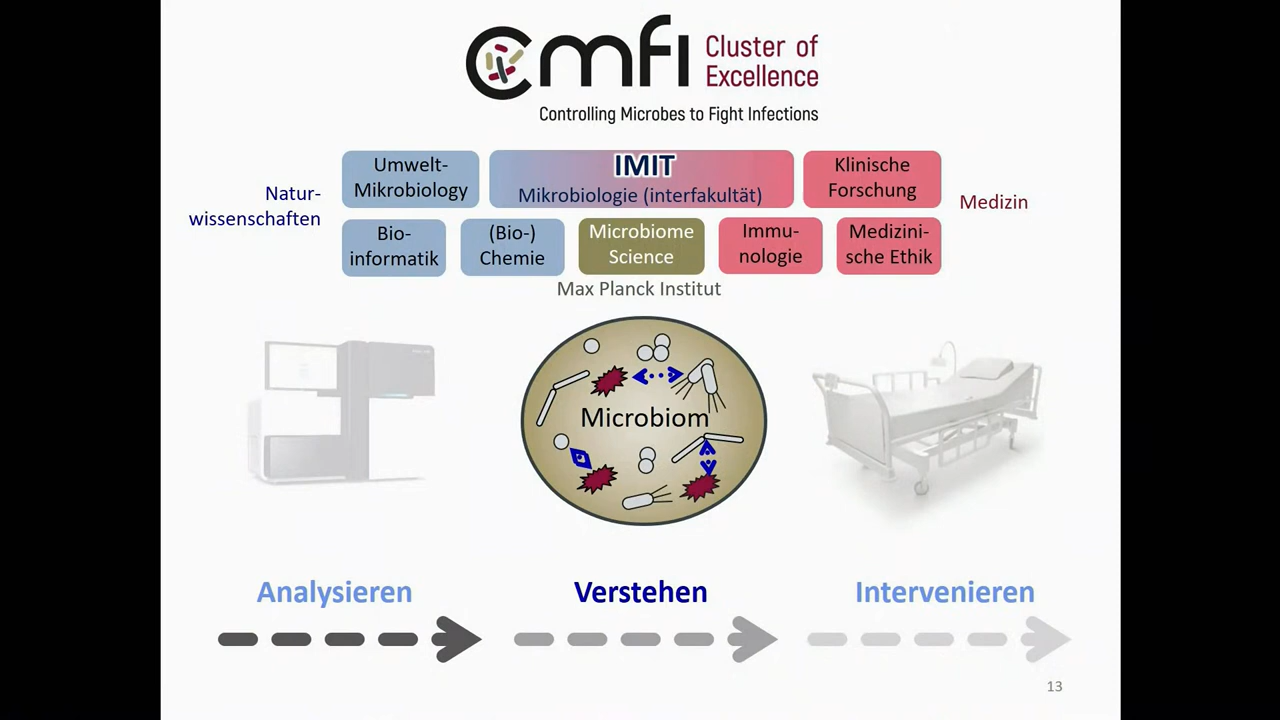 cmfi Cluster of
Excellence
Controlling Microbes to Fight Infections
Umwelt-
Mikrobiology
IMIT
Mikrobiologie (interfakultät)
Klinische
Forschung
Natur-
wissenschaften
Medizin
Bio-
informatik
(Bio-)
Chemie
Microbiome
Science
Immu-
nologie
Medizini-
sche Ethik
Max Planck Institut
Microbiom
Analysieren
Verstehen
Intervenieren
13